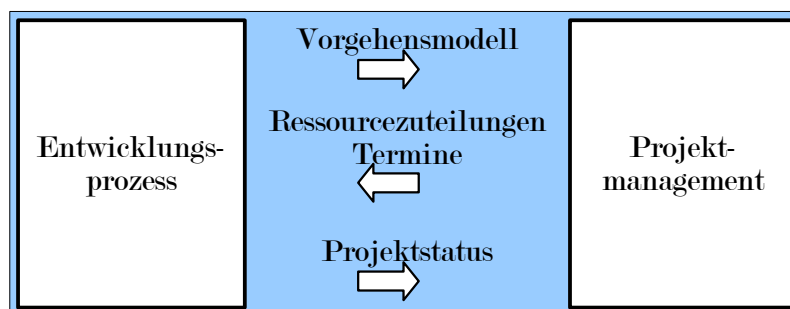 Vorgehensmodell
Entwicklungs-
prozess
Ressourcezuteilungen
Termine
Projekt-
management
Projektstatus